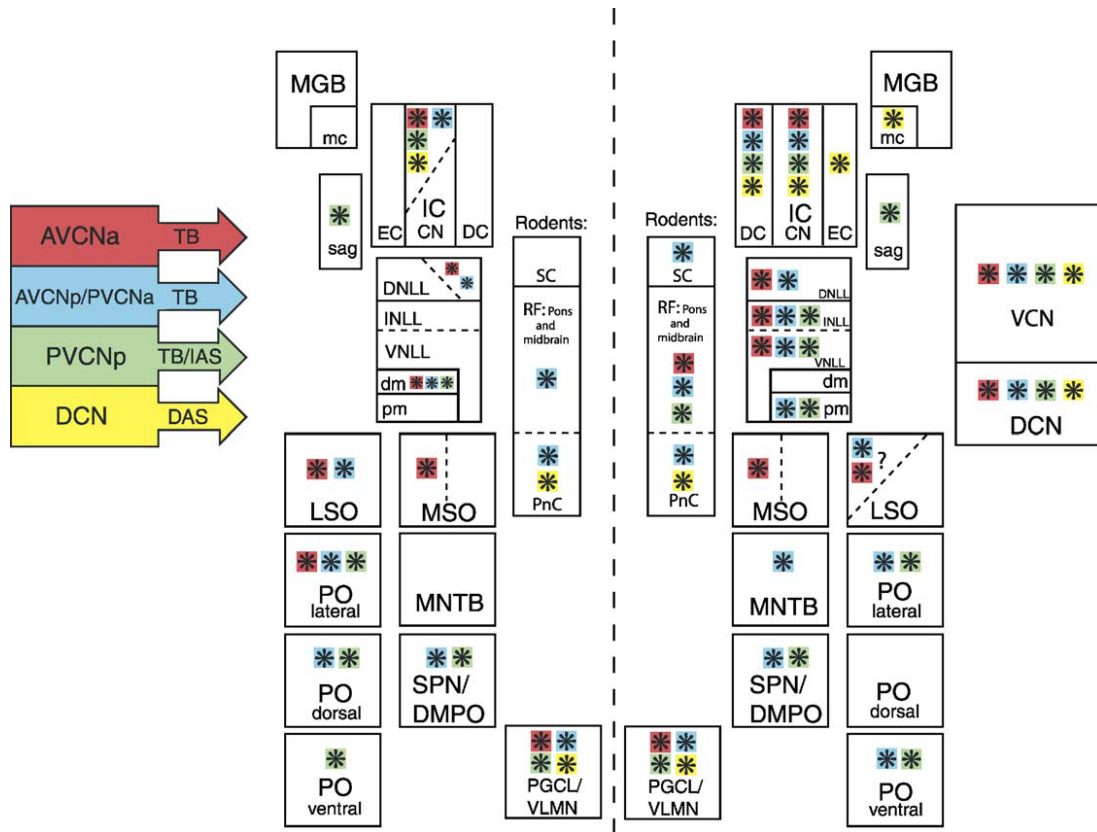 MGB
mc
sag
AVCNa TB
AVCNp/PVCNa TB
PVCNp TB/IAS
DCN DAS
EC
IC
CN
DC
DNLL
INLL
VNLL
dm
pm
Rodents:
SC
RF: Pons
and
midbrain
PnC
LSO
MSO
PO
lateral
MNTB
PO
dorsal
SPN/
DMPO
PO
ventral
PGCL/
VLMN
MGB
mc
Rodents:
SC
RF: Pons
and
midbrain
PnC
DC
IC
CN
EC
sag
DNLL
INLL
VNLL
dm
pm
VCN
DCN
MSO
?
LSO
MNTB
PO
lateral
SPN/
DMPO
PO
dorsal
PGCL/
VLMN
PO
ventral